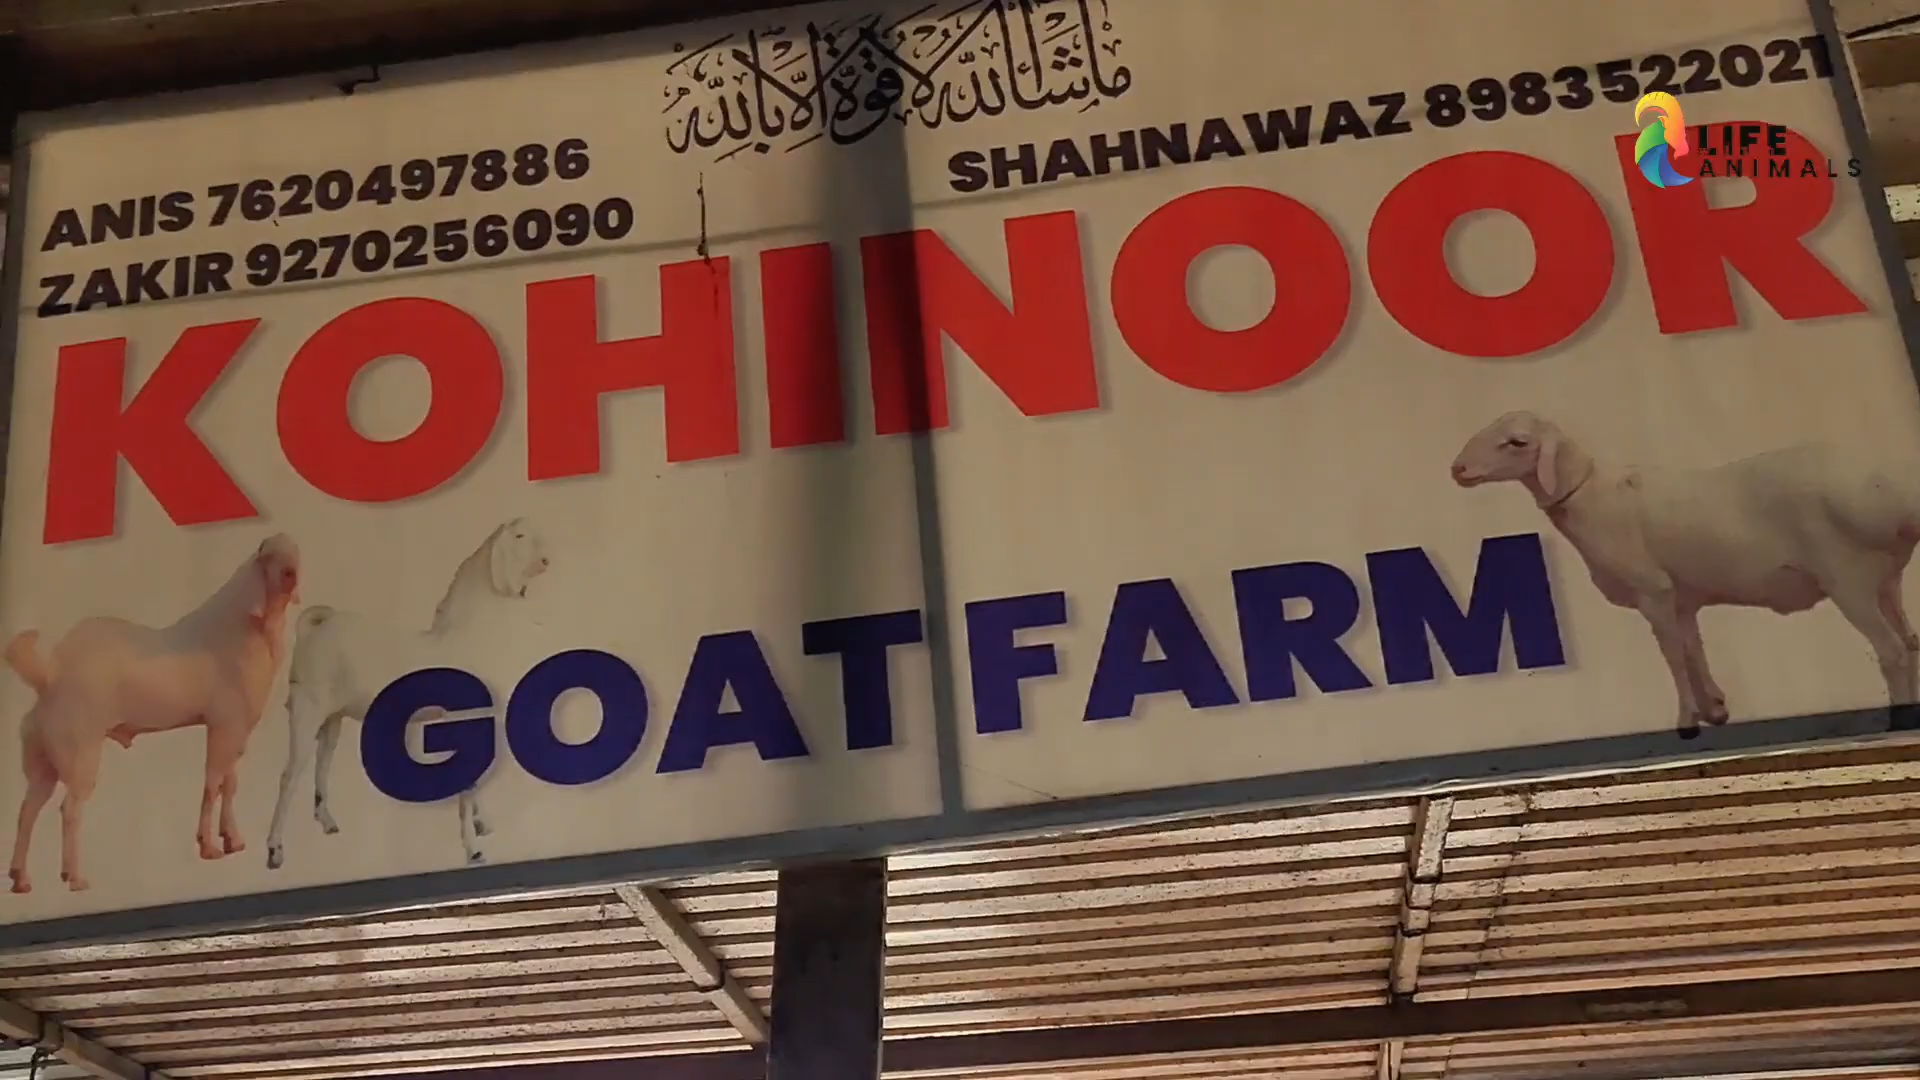 ماشاء الله لا قوة الا بالله
ANIS 7620497886
ZAKIR 9270256090
SHAHNAWAZ 8983522021
KOHINOOR
GOAT FARM
LIFE
ANIMALS